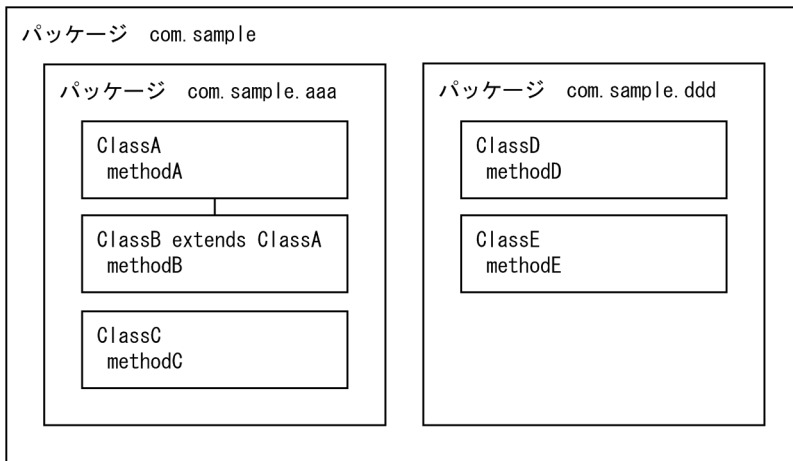 パッケージ　com.sample
パッケージ　com.sample.aaa
ClassA
methodA
ClassB extends ClassA
methodB
ClassC
methodC
パッケージ　com.sample.ddd
ClassD
methodD
ClassE
methodE